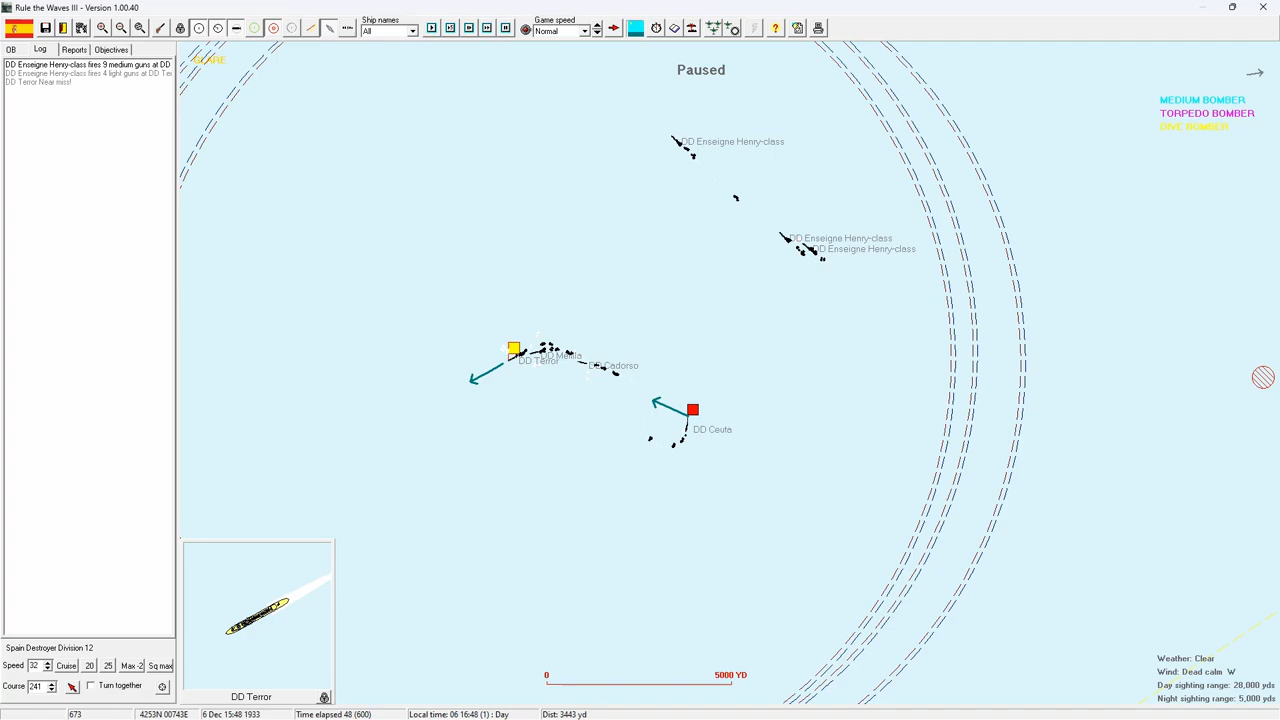 Rule the Waves III - Version 1.00.40
Ship names
All
Game speed
Normal
OB
Log
Reports
Objectives
DD Enseigne Henry-class fires 9 medium guns at DD
DD Enseigne Henry-class fires 4 light guns at DD Ter
DD Terror Near miss!
GLARE
Paused
MEDIUM BOMBER
TORPEDO BOMBER
DIVE BOMBER
DD Enseigne Henry-class
DD Enseigne Henry-class
DD Enseigne Henry-class
DD Melilla
DD Terror
DD Cadorso
DD Ceuta
Spain Destroyer Division 12
Speed 32 Cruise 20 25 Max -2 Sq max
Course 241 Turn together
DD Terror
0 5000 YD
Weather: Clear
Wind: Dead calm W
Day sighting range: 28,000 yds
Night sighting range: 5,000 yds
673 4253N 00743E 6 Dec 15:48 1933 Time elapsed 48 (600) Local time: 06 16:48 (1) : Day Dist: 3443 yd